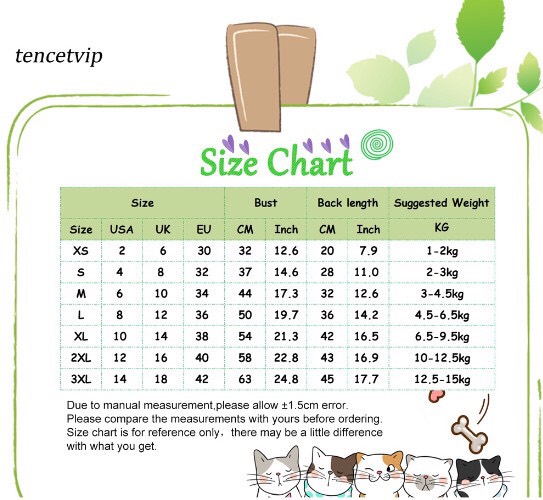 tencetvip
Size Chart
Size Bust Back length Suggested Weight
Size USA UK EU CM Inch CM Inch KG
XS 2 6 30 32 12.6 20 7.9 1-2kg
S 4 8 32 37 14.6 28 11.0 2-3kg
M 6 10 34 44 17.3 32 12.6 3-4.5kg
L 8 12 36 50 19.7 36 14.2 4.5-6.5kg
XL 10 14 38 54 21.3 42 16.5 6.5-9.5kg
2XL 12 16 40 58 22.8 43 16.9 10-12.5kg
3XL 14 18 42 63 24.8 45 17.7 12.5-15kg
Due to manual measurement,please allow ±1.5cm error.
Please compare the measurements with yours before ordering.
Size chart is for reference only，there may be a little difference
with what you get.